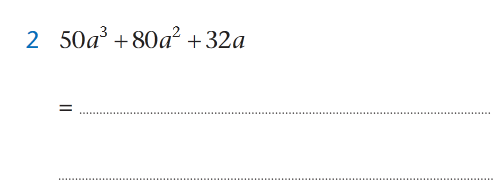 2 50a³ + 80a² + 32a
=